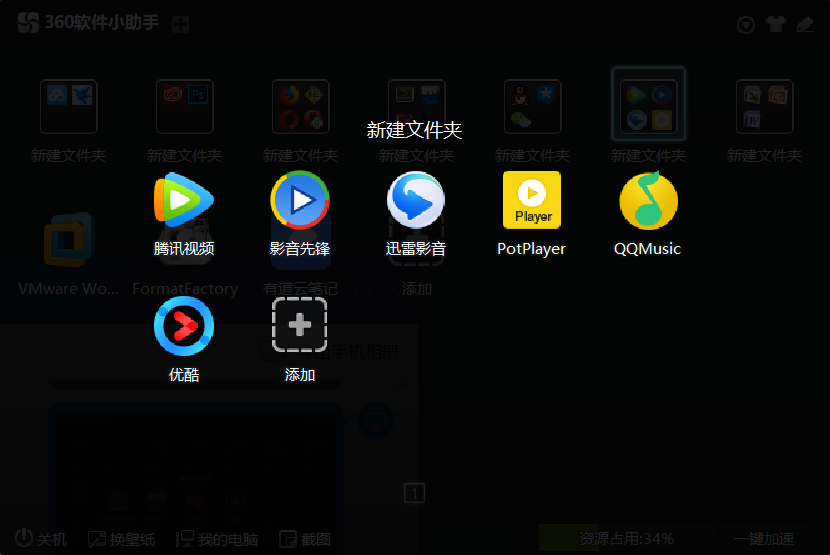 360软件小助手
新建文件夹 新建文件夹 新建文件夹 新建文件夹 新建文件夹 新建文件夹 新建文件夹
新建文件夹
Player
腾讯视频 影音先锋 迅雷影音 PotPlayer QQMusic
VMware Wo... FormatFactory 有道云笔记 添加
手机相册
优酷 添加
1
关机 换壁纸 我的电脑 截图 资源占用:34% 一键加速